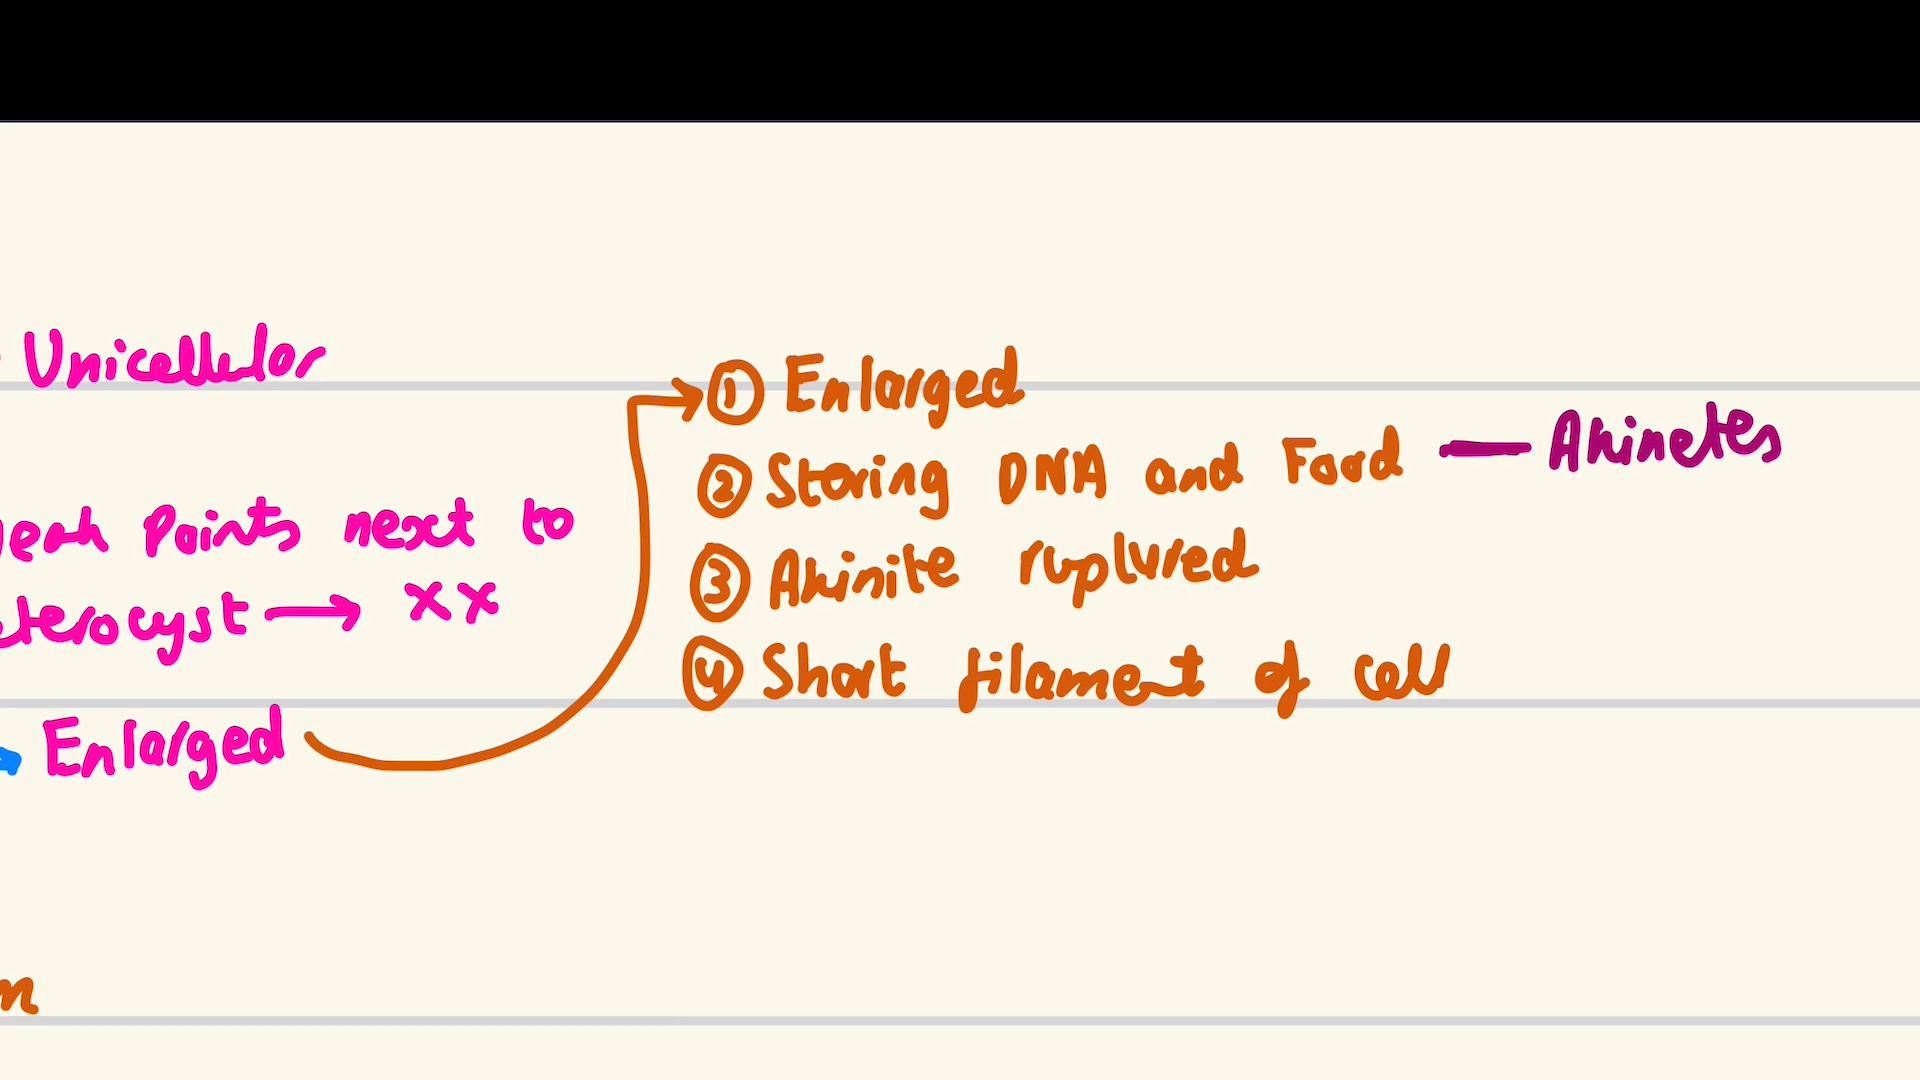 Unicellular
Points next to
→ XX
Enlarged
→ ① Enlarged
② Storing DNA and Food — Akinetes
③ Akinite ruptured
④ Short filament of cell